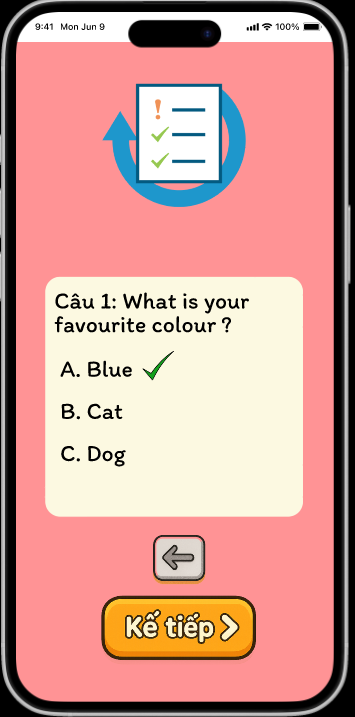 9:41 Mon Jun 9 100%
Câu 1: What is your
favourite colour ?
A. Blue
B. Cat
C. Dog
Kế tiếp